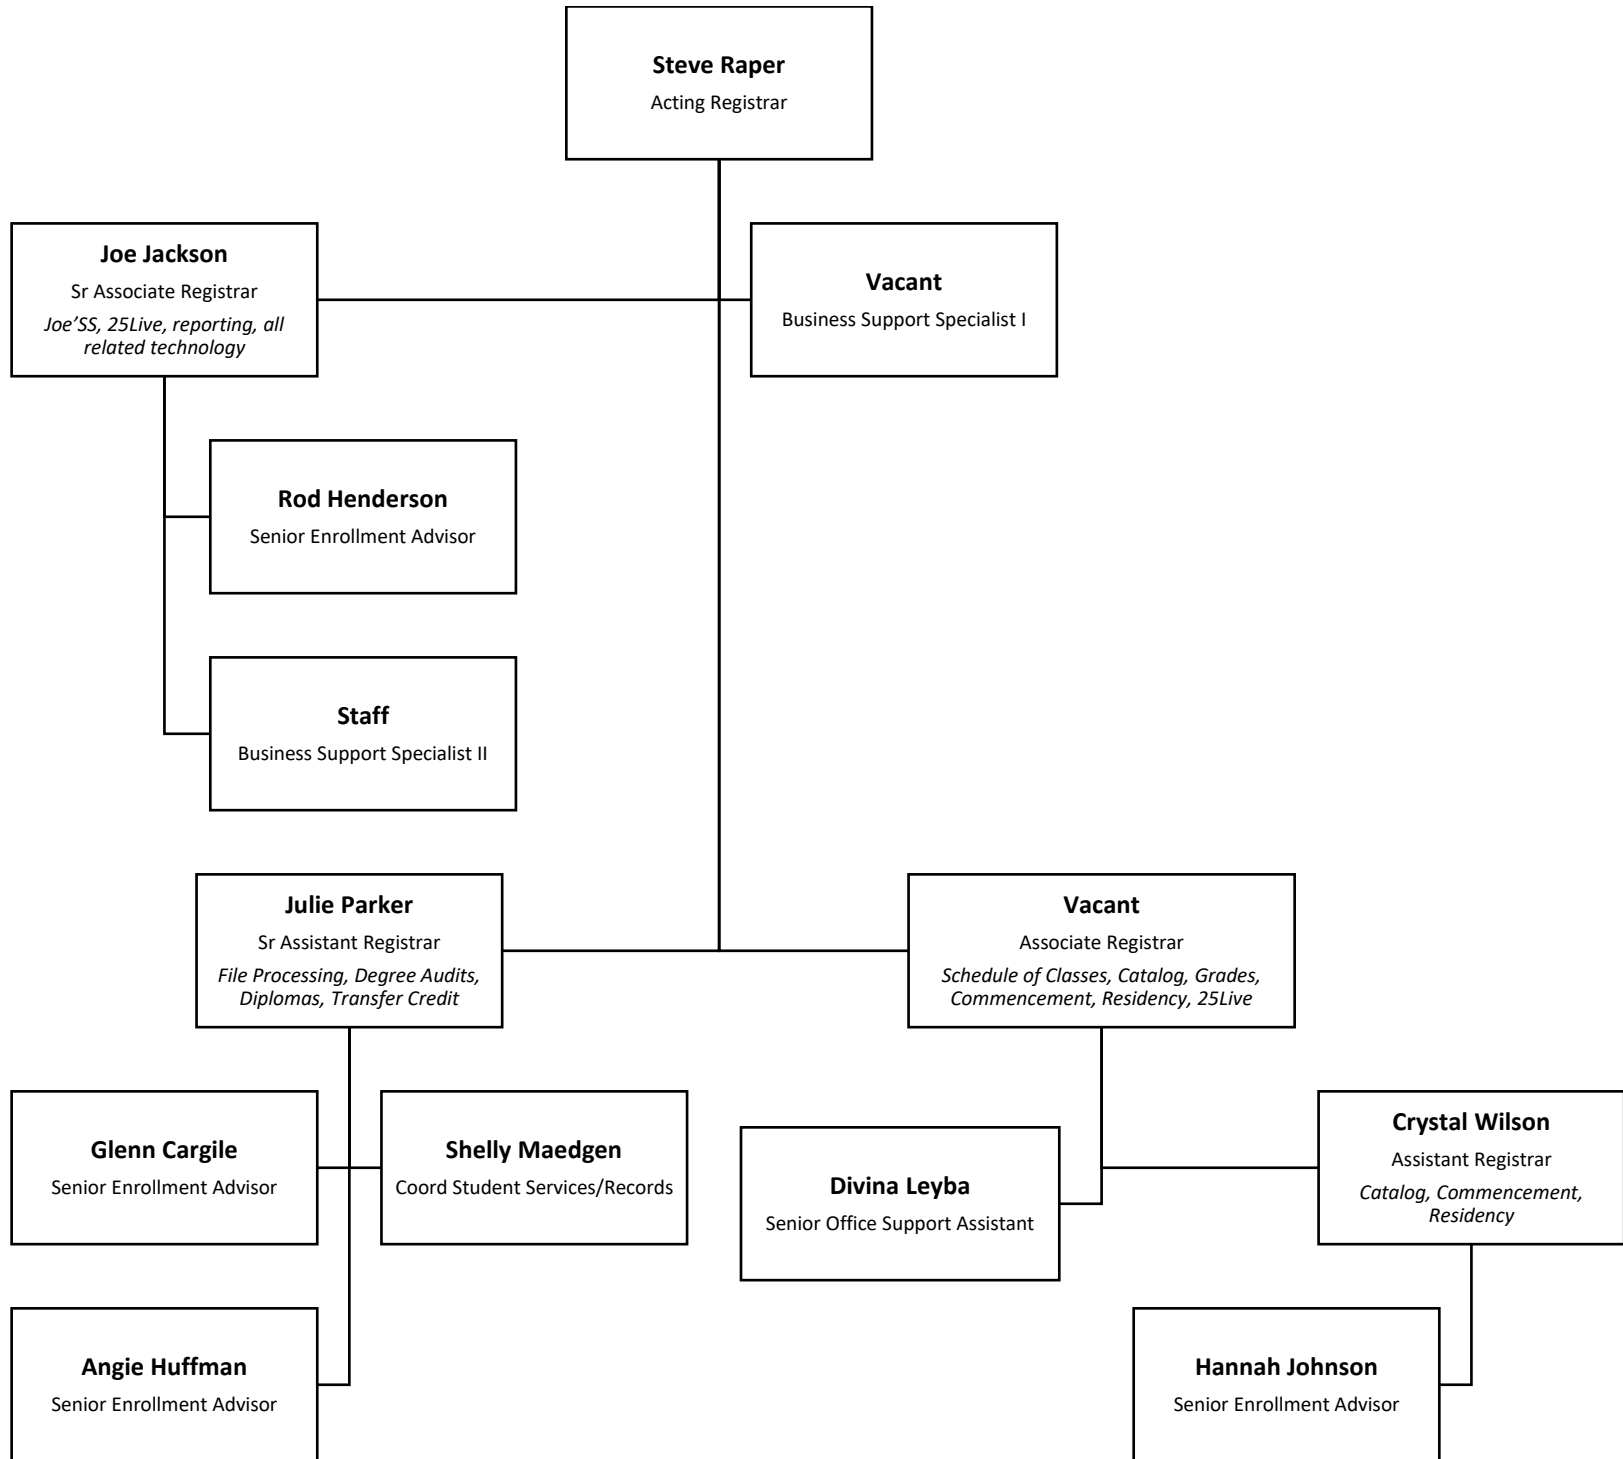 Steve Raper
Acting Registrar
Joe Jackson
Sr Associate Registrar
Joe’SS, 25Live, reporting, all
related technology
Vacant
Business Support Specialist I
Rod Henderson
Senior Enrollment Advisor
Staff
Business Support Specialist II
Julie Parker
Sr Assistant Registrar
File Processing, Degree Audits,
Diplomas, Transfer Credit
Vacant
Associate Registrar
Schedule of Classes, Catalog, Grades,
Commencement, Residency, 25Live
Glenn Cargile
Senior Enrollment Advisor
Shelly Maedgen
Coord Student Services/Records
Divina Leyba
Senior Office Support Assistant
Crystal Wilson
Assistant Registrar
Catalog, Commencement,
Residency
Angie Huffman
Senior Enrollment Advisor
Hannah Johnson
Senior Enrollment Advisor